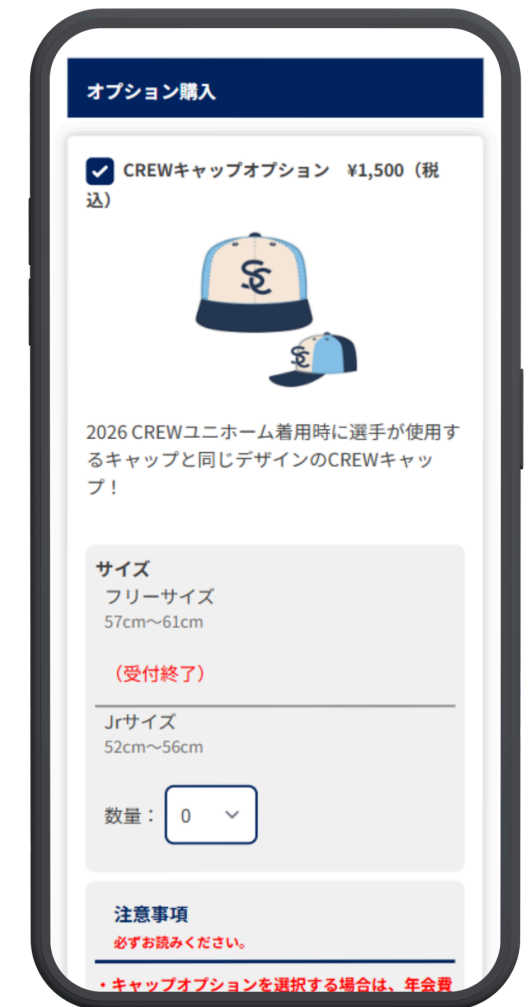 オプション購入
CREWキャップオプション ¥1,500（税
込）
SC
SC
2026 CREWユニホーム着用時に選手が使用す
るキャップと同じデザインのCREWキャッ
プ！
サイズ
フリーサイズ
57cm〜61cm
（受付終了）
Jrサイズ
52cm〜56cm
数量： 0
注意事項
必ずお読みください。
・キャップオプションを選択する場合は、年会費